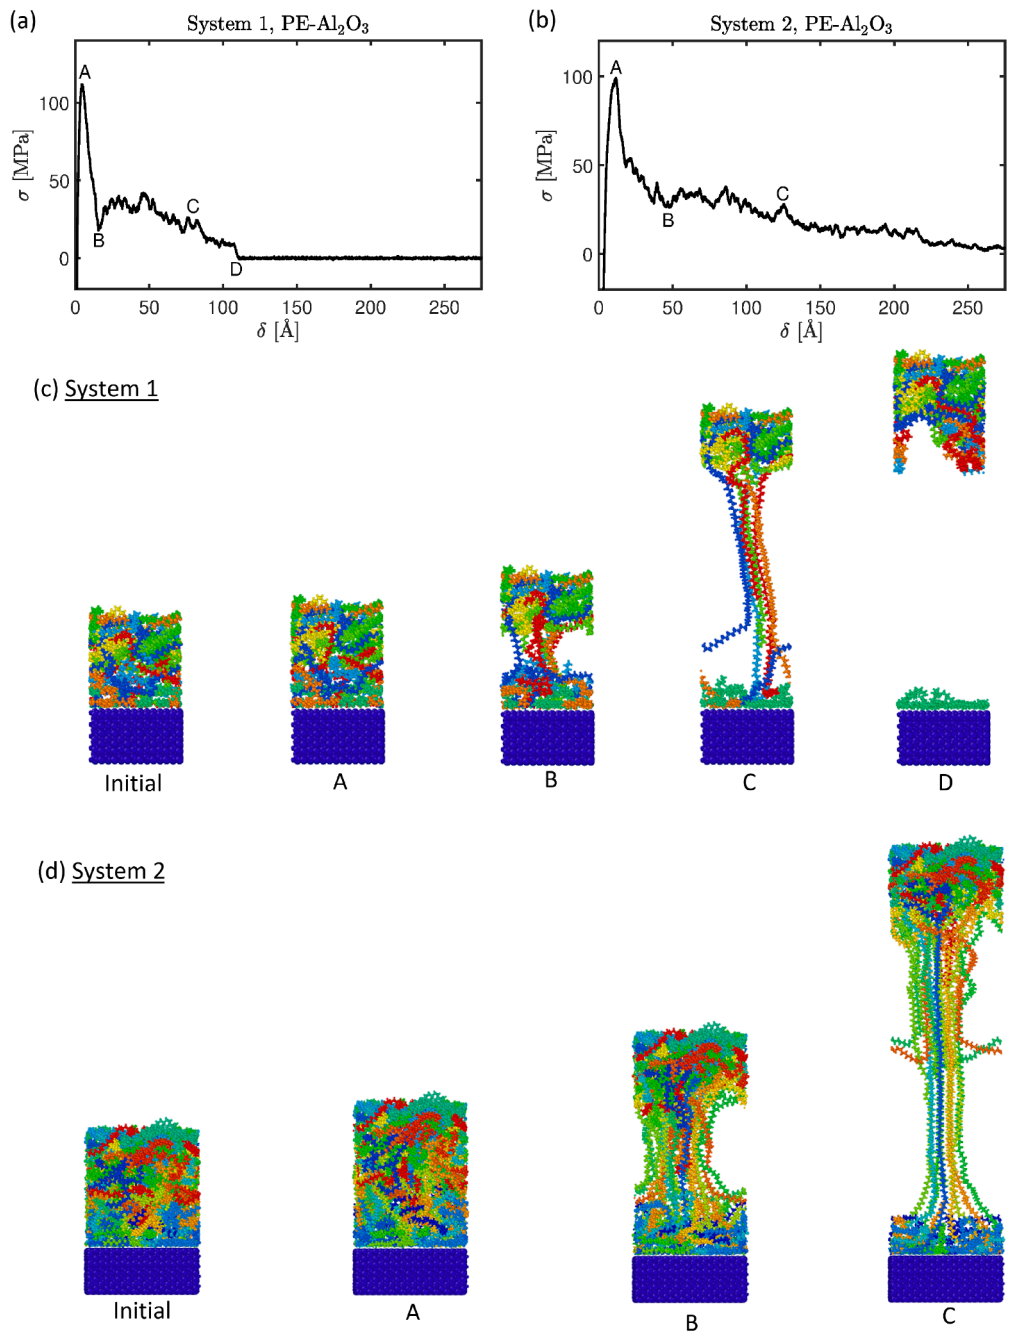 (a)
System 1, PE-Al₂O₃
A
100
50
0
B
C
D
σ [MPa]
0
50
100
150
200
250
δ [Å]
(b)
System 2, PE-Al₂O₃
A
100
50
0
B
C
σ [MPa]
0
50
100
150
200
250
δ [Å]
(c) System 1
Initial
A
B
C
D
(d) System 2
Initial
A
B
C